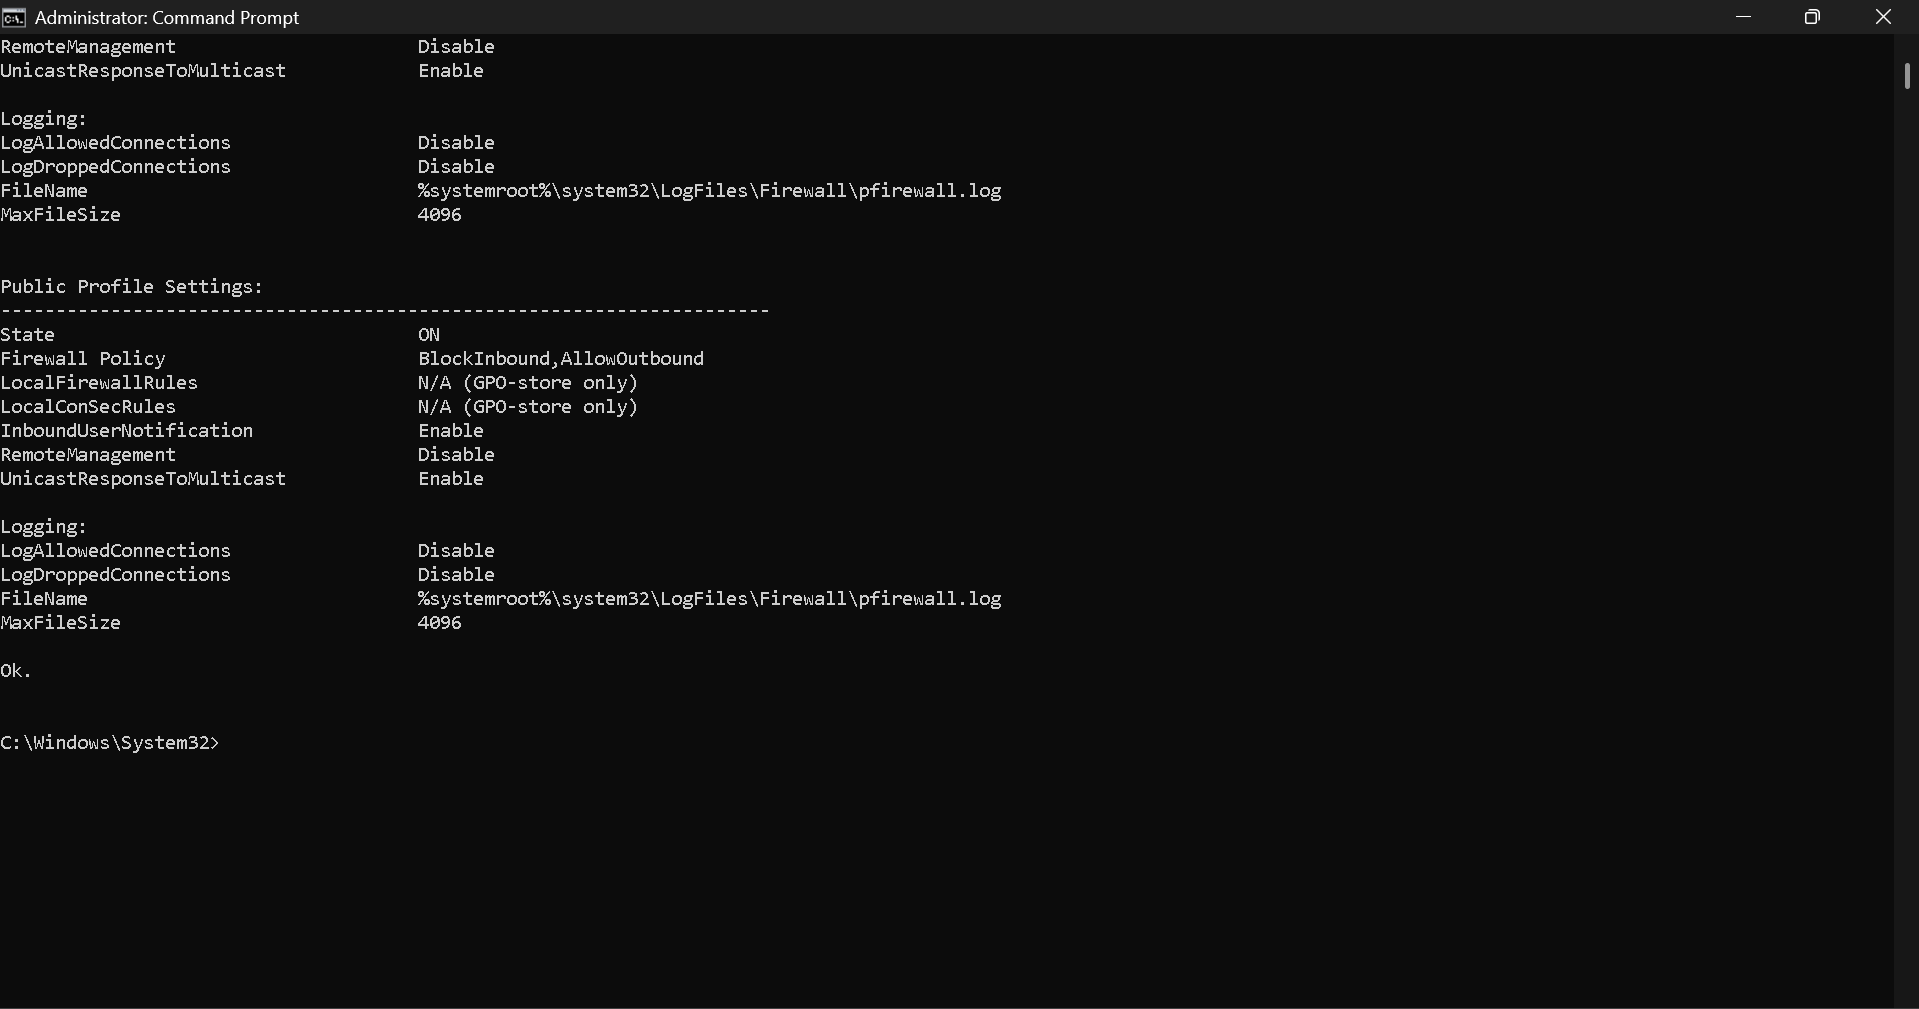 Administrator: Command Prompt
RemoteManagement                      Disable
UnicastResponseToMulticast            Enable
Logging:
LogAllowedConnections                 Disable
LogDroppedConnections                 Disable
FileName                              %systemroot%\system32\LogFiles\Firewall\pfirewall.log
MaxFileSize                           4096
Public Profile Settings:
----------------------------------------------------------------------
State                                 ON
Firewall Policy                       BlockInbound,AllowOutbound
LocalFirewallRules                    N/A (GPO-store only)
LocalConSecRules                      N/A (GPO-store only)
InboundUserNotification               Enable
RemoteManagement                      Disable
UnicastResponseToMulticast            Enable
Logging:
LogAllowedConnections                 Disable
LogDroppedConnections                 Disable
FileName                              %systemroot%\system32\LogFiles\Firewall\pfirewall.log
MaxFileSize                           4096
Ok.
C:\Windows\System32>